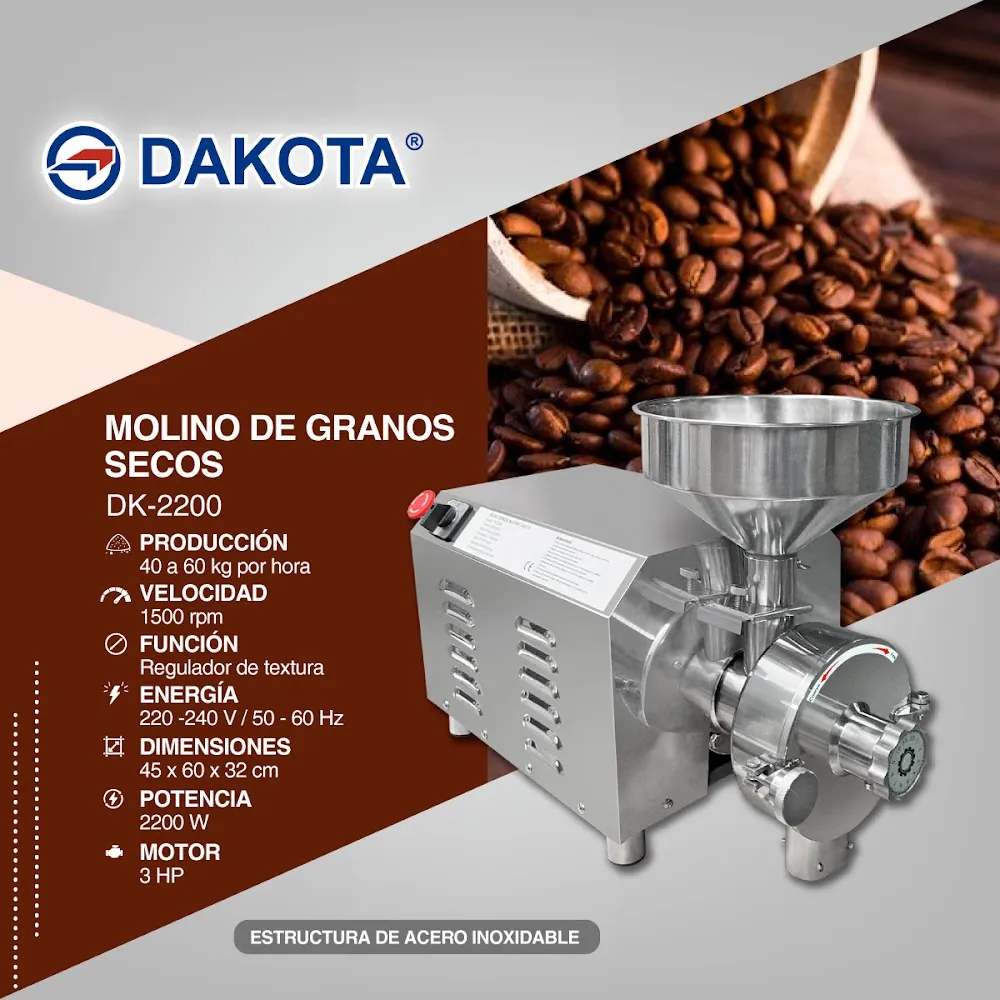 DAKOTA®
MOLINO DE GRANOS
SECOS
DK-2200
PRODUCCIÓN
40 a 60 kg por hora
VELOCIDAD
1500 rpm
FUNCIÓN
Regulador de textura
ENERGÍA
220 -240 V / 50 - 60 Hz
DIMENSIONES
45 x 60 x 32 cm
POTENCIA
2200 W
MOTOR
3 HP
ESTRUCTURA DE ACERO INOXIDABLE